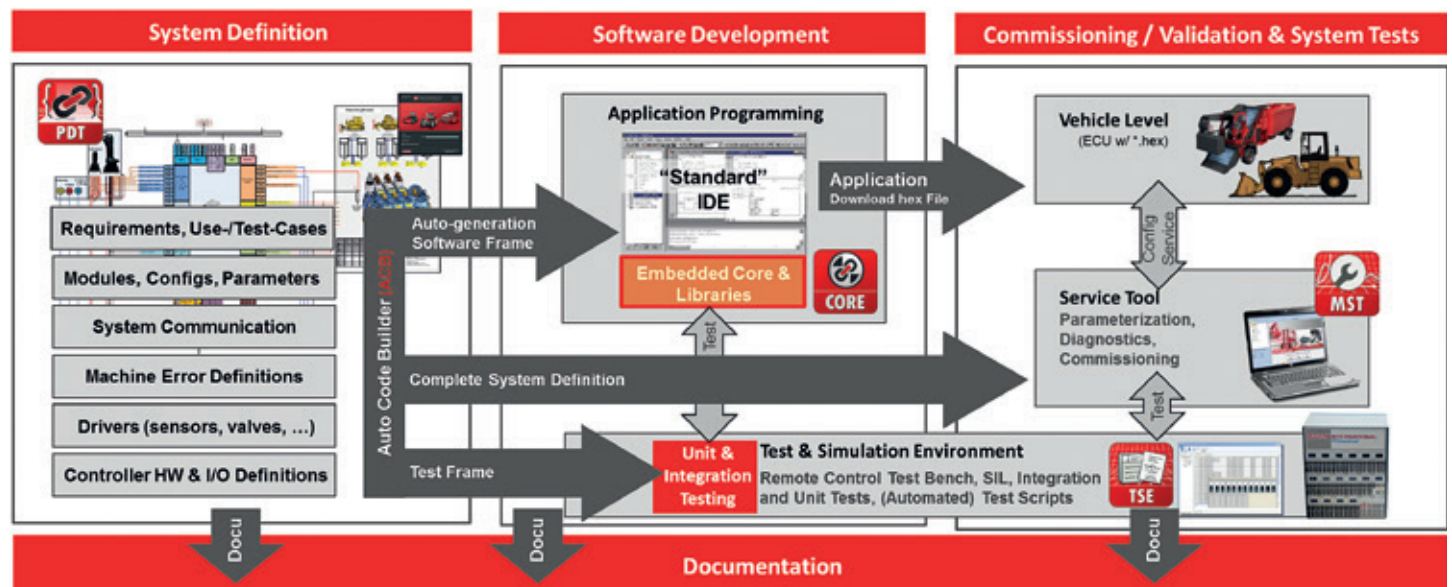 System Definition
Software Development
Commissioning / Validation & System Tests
PDT
Requirements, Use-/Test-Cases
Modules, Configs, Parameters
System Communication
Machine Error Definitions
Drivers (sensors, valves, …)
Controller HW & I/O Definitions
Auto Code Builder (ACB)
Auto-generation
Software Frame
Complete System Definition
Test Frame
Application Programming
"Standard"
IDE
Embedded Core &
Libraries
CORE
Test
Application
Download hex File
Unit &
Integration
Testing
Test & Simulation Environment
Remote Control Test Bench, SIL, Integration
and Unit Tests, (Automated) Test Scripts
TSE
Vehicle Level
(ECU w/ *.hex)
Config
Service
Service Tool
Parameterization,
Diagnostics,
Commissioning
MST
Test
Docu
Docu
Docu
Documentation